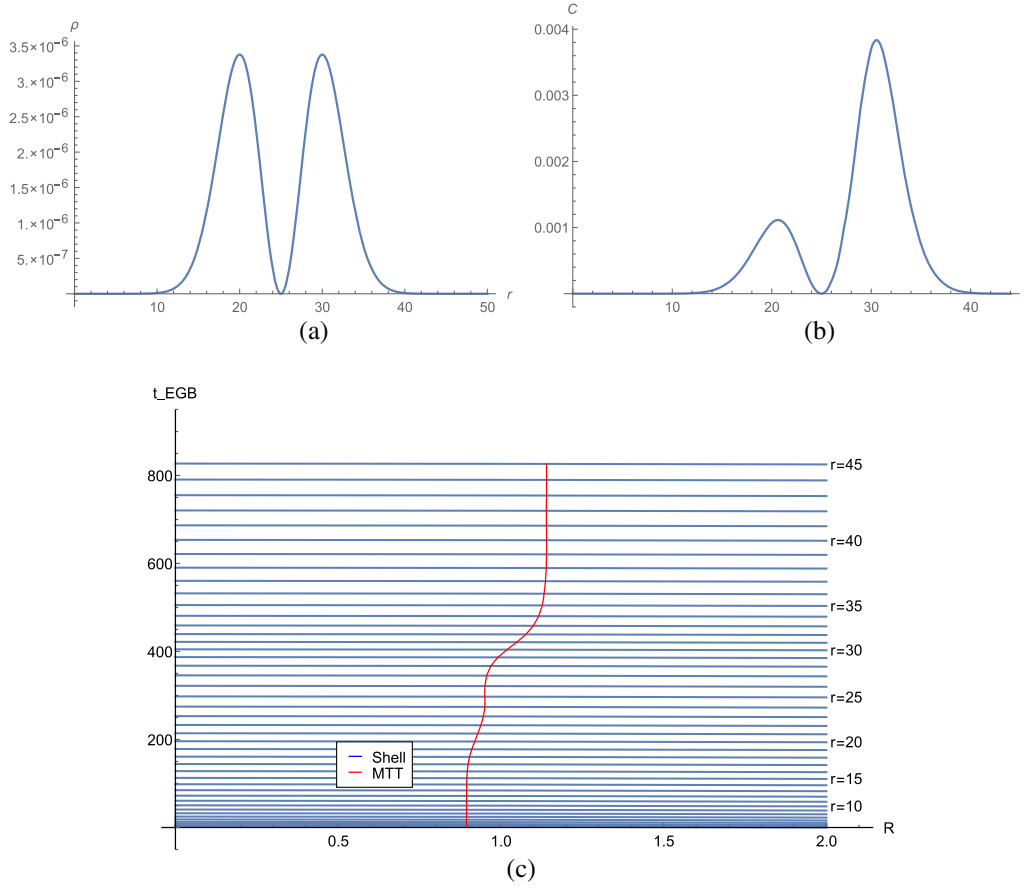 ρ
3.5×10⁻⁶
3.×10⁻⁶
2.5×10⁻⁶
2.×10⁻⁶
1.5×10⁻⁶
1.×10⁻⁶
5.×10⁻⁷
10 20 30 40 50 r
(a)
C
0.004
0.003
0.002
0.001
10 20 30 40
(b)
t_EGB
800
600
400
200
r=45
r=40
r=35
r=30
r=25
r=20
r=15
r=10
Shell
MTT
0.5 1.0 1.5 2.0 R
(c)